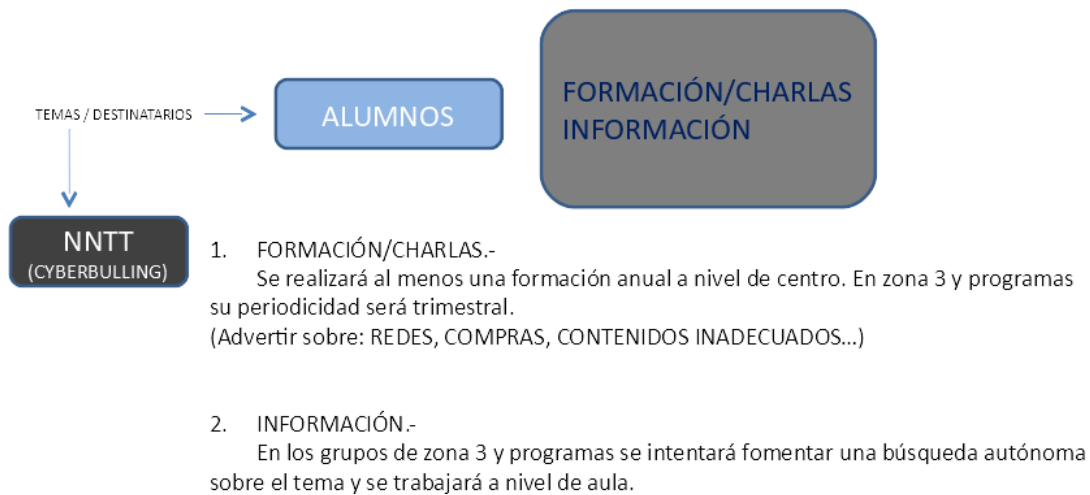 FORMACIÓN/CHARLAS
INFORMACIÓN
TEMAS / DESTINATARIOS
ALUMNOS
NNTT
(CYBERBULLING)
1. FORMACIÓN/CHARLAS.-
Se realizará al menos una formación anual a nivel de centro. En zona 3 y programas
su periodicidad será trimestral.
(Advertir sobre: REDES, COMPRAS, CONTENIDOS INADECUADOS...)
2. INFORMACIÓN.-
En los grupos de zona 3 y programas se intentará fomentar una búsqueda autónoma
sobre el tema y se trabajará a nivel de aula.